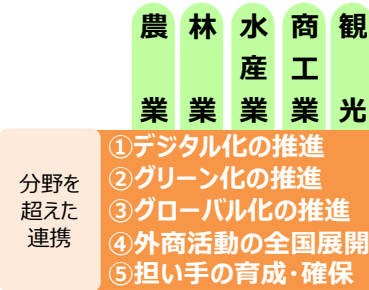 農業
林業
水産業
商工業
観光
分野を
超えた
連携
①デジタル化の推進
②グリーン化の推進
③グローバル化の推進
④外商活動の全国展開
⑤担い手の育成・確保